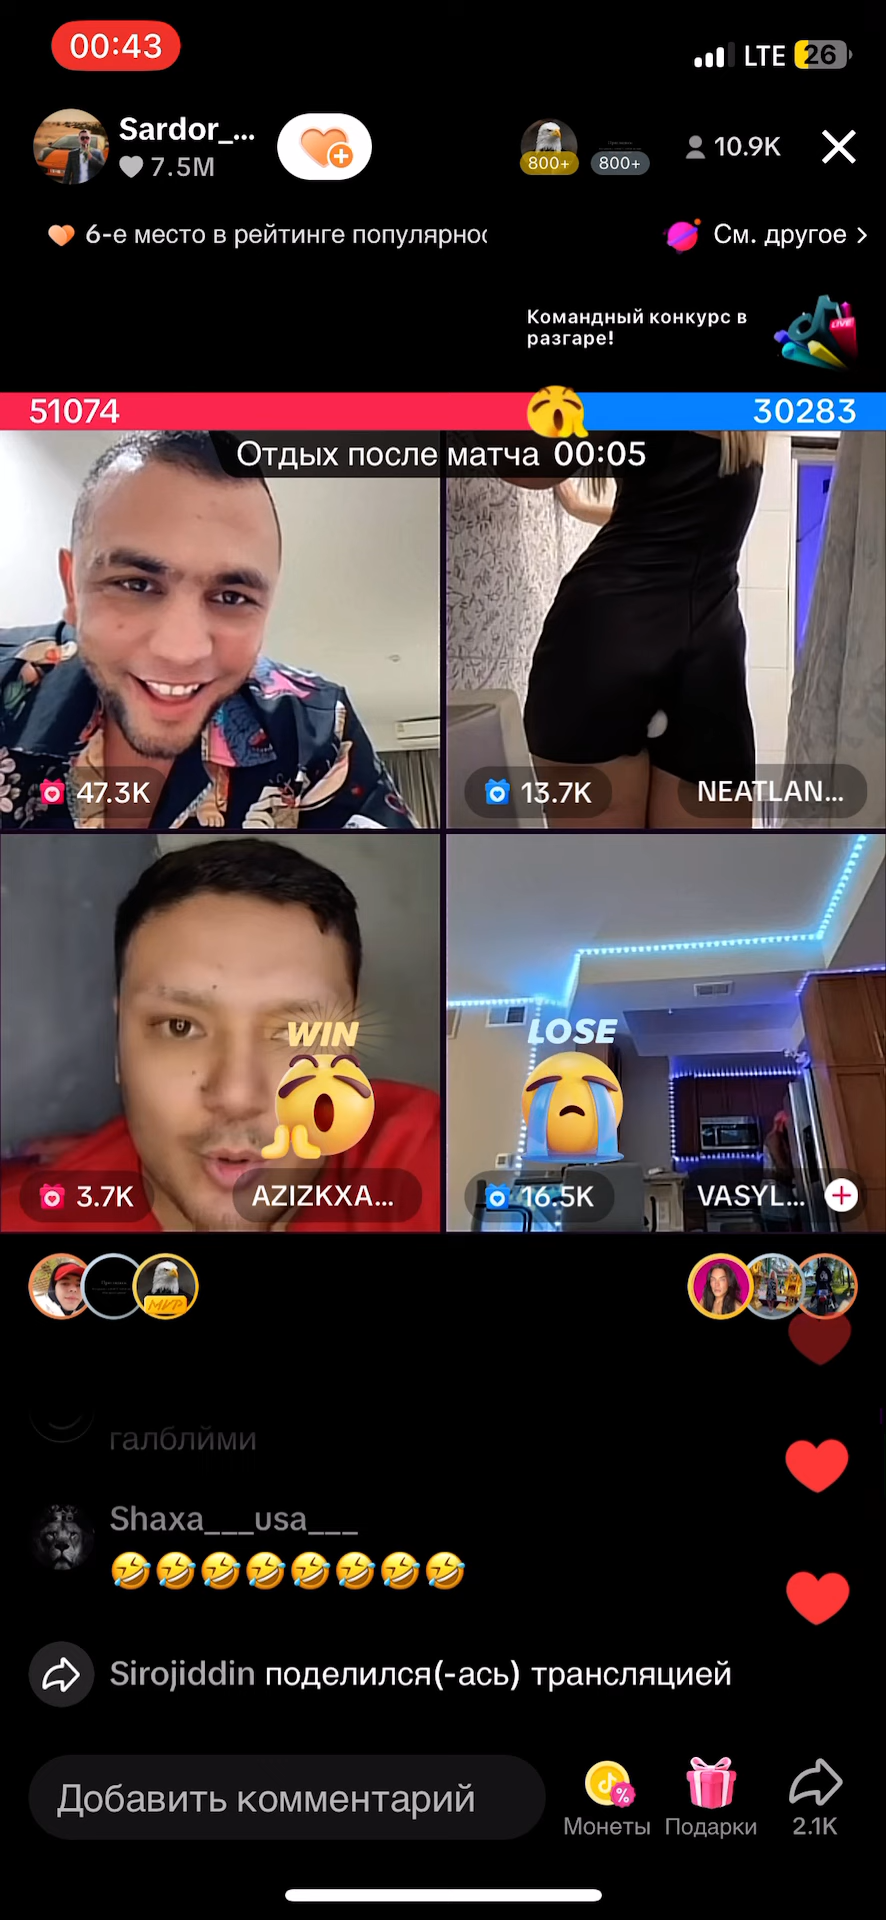 00:43
LTE 26
Sardor_...
7.5M
800+
800+
10.9K
6-е место в рейтинге популярнос
См. другое
Командный конкурс в
разгаре!
LIVE
51074
30283
Отдых после матча 00:05
47.3K
13.7K
NEATLAN...
WIN
LOSE
3.7K
AZIZKXA...
16.5K
VASYL...
МVP
галблйми
Shaxa___usa___
Sirojiddin поделился(-ась) трансляцией
Добавить комментарий
Монеты
Подарки
2.1K